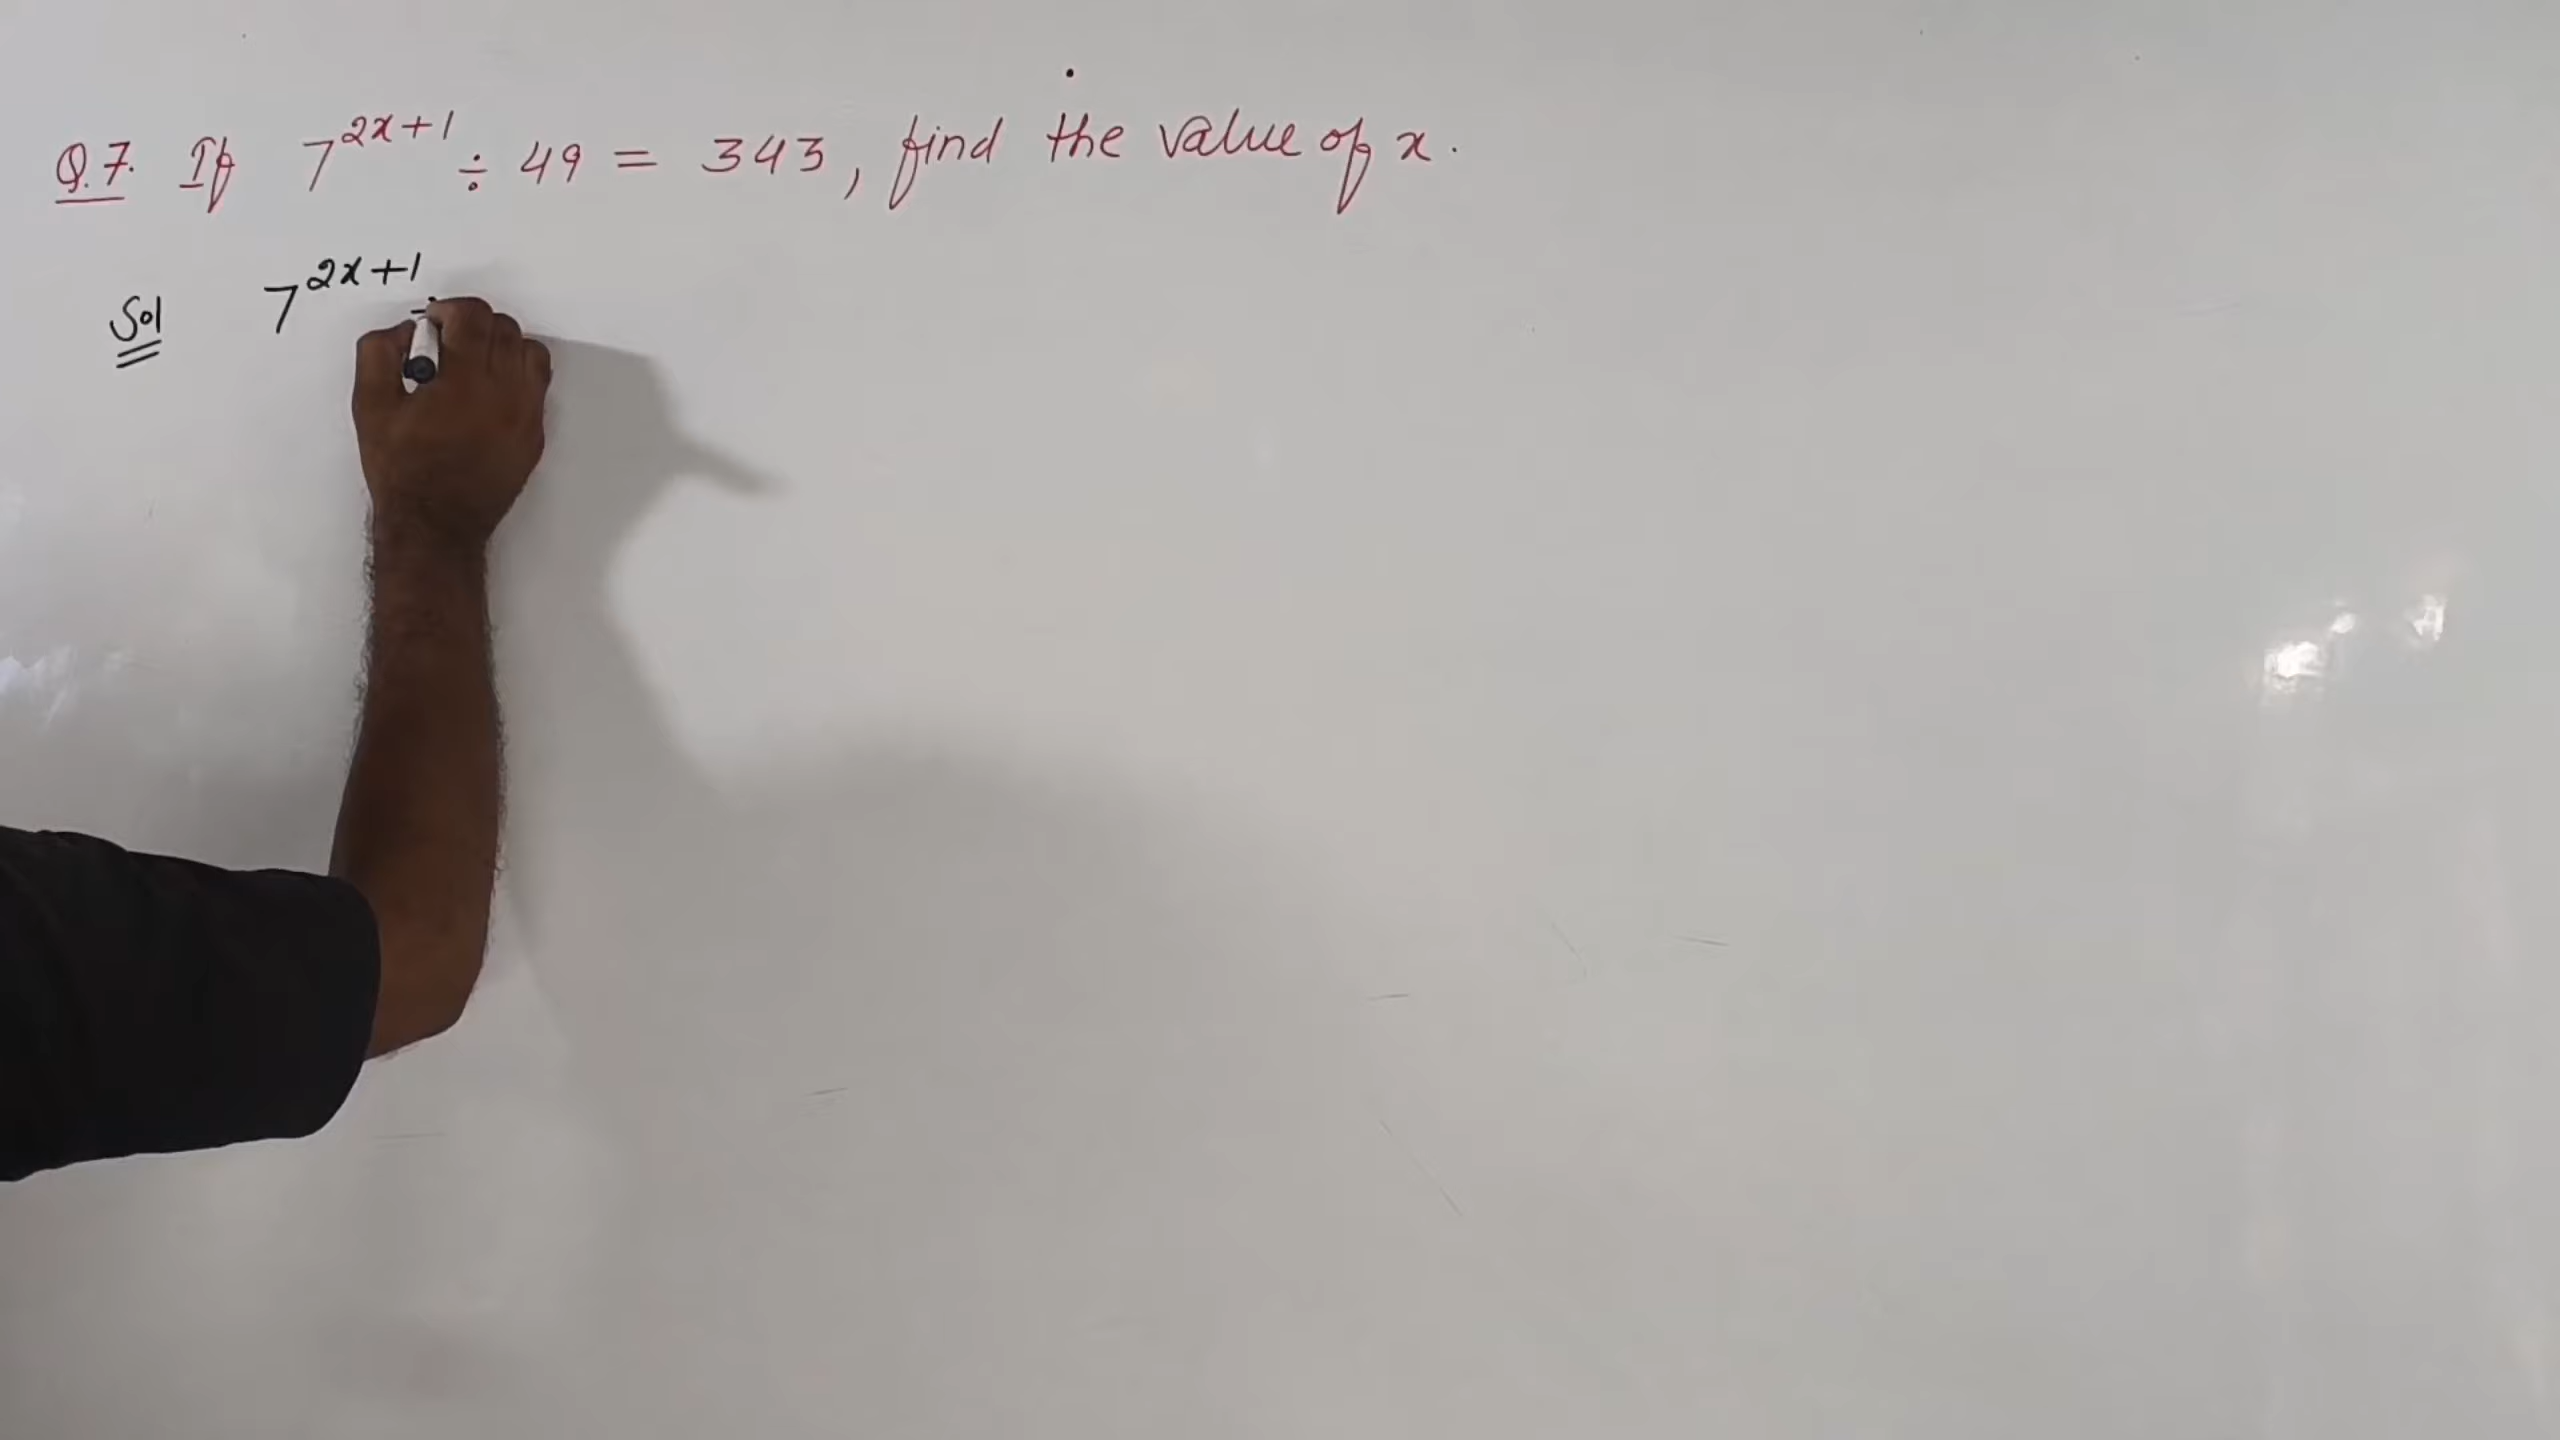 Q.7. If 7^{2x+1} ÷ 49 = 343, find the value of x.
Sol 7^{2x+1} ÷